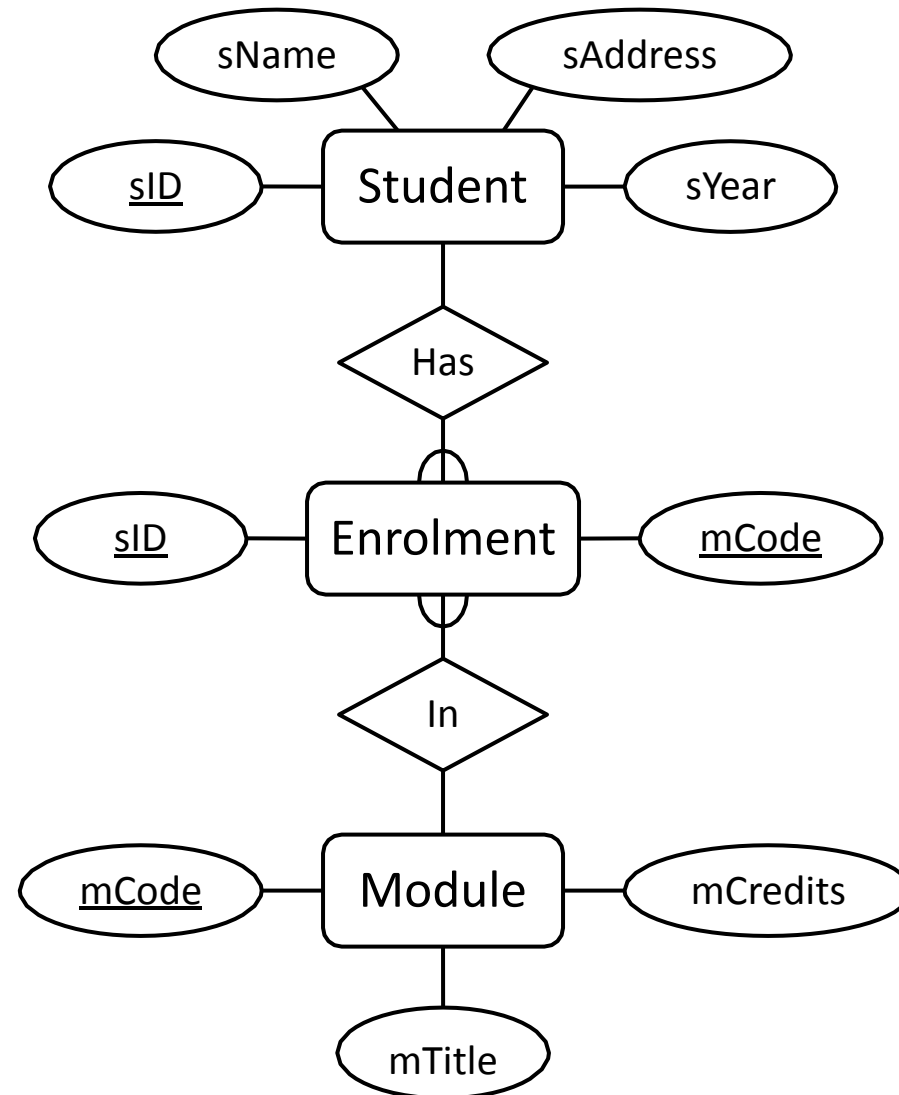 sName
sAddress
sID
Student
sYear
Has
sID
Enrolment
mCode
In
mCode
Module
mCredits
mTitle